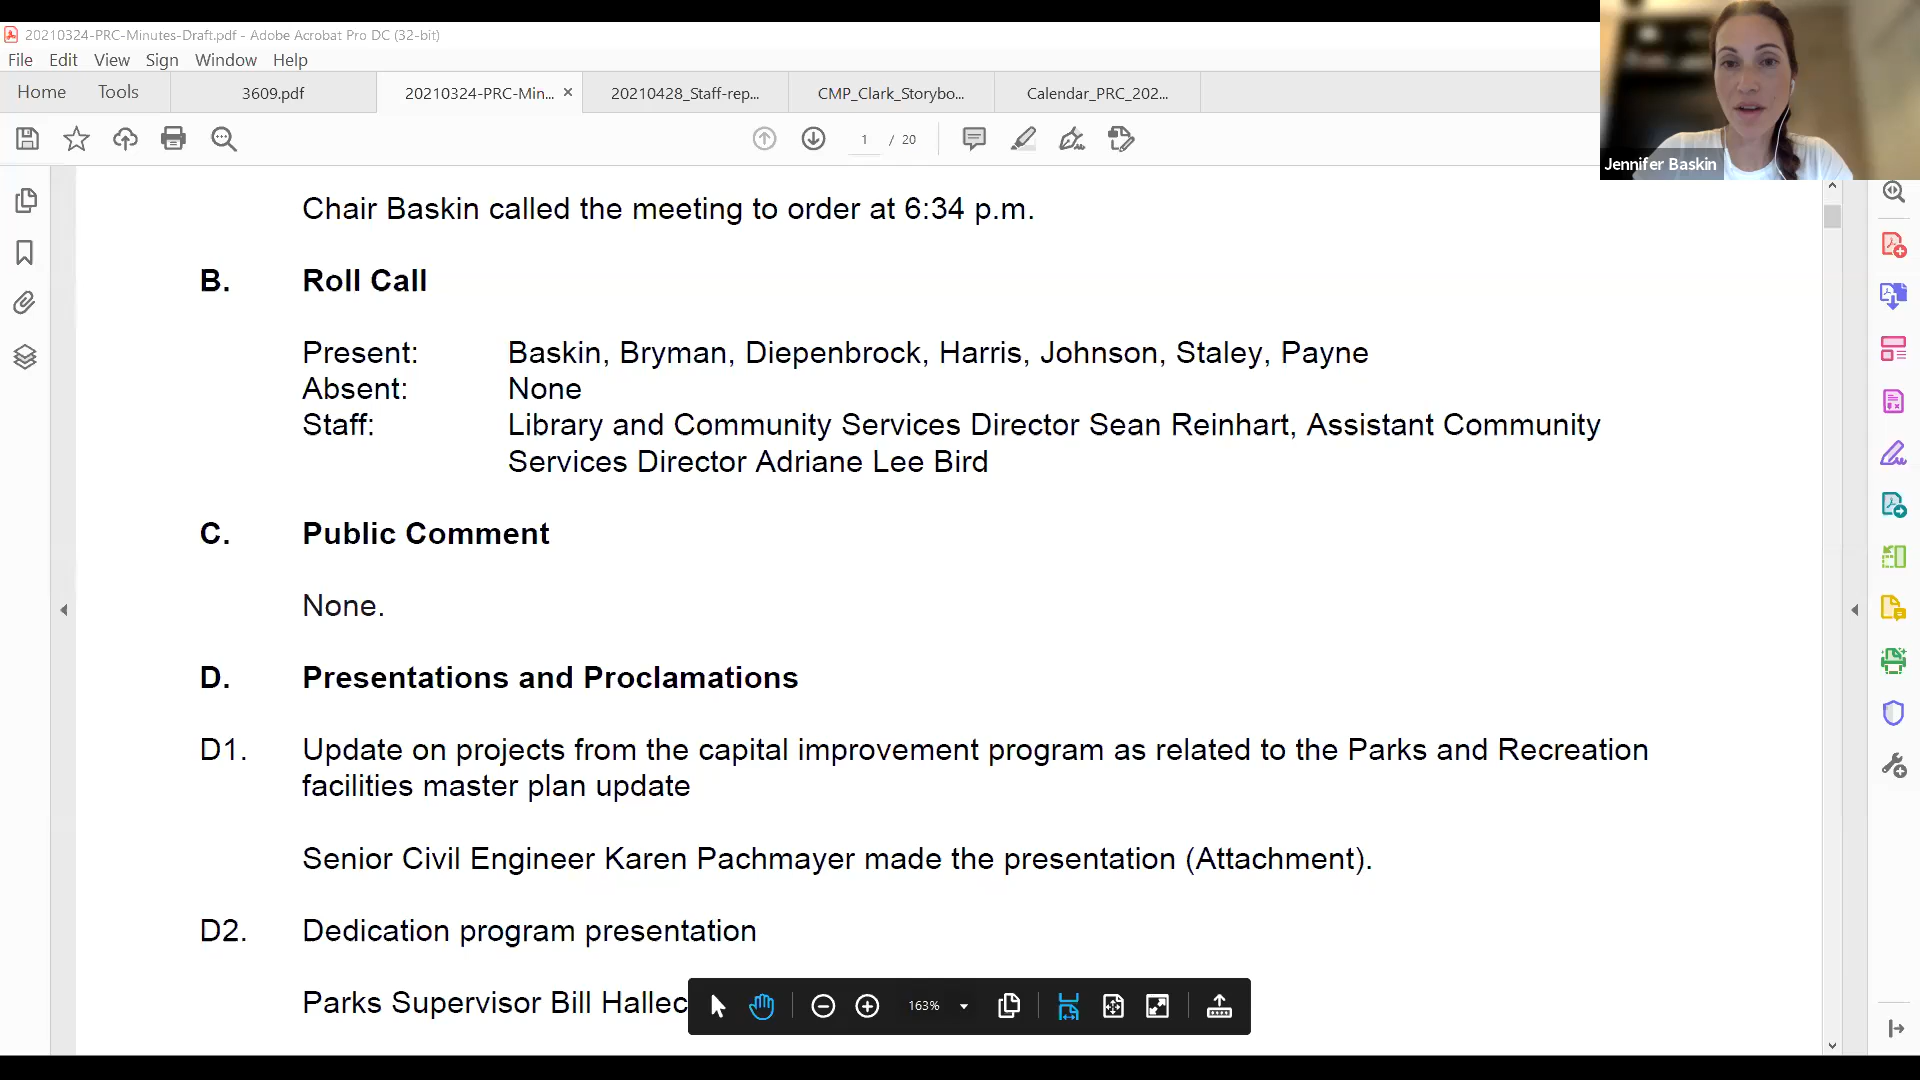 20210324-PRC-Minutes-Draft.pdf - Adobe Acrobat Pro DC (32-bit)
File Edit View Sign Window Help
Home Tools 3609.pdf 20210324-PRC-Min... × 20210428_Staff-rep... CMP_Clark_Storybo... Calendar_PRC_202...
1 / 20
Jennifer Baskin
Chair Baskin called the meeting to order at 6:34 p.m.
B. Roll Call
Present: Baskin, Bryman, Diepenbrock, Harris, Johnson, Staley, Payne
Absent: None
Staff: Library and Community Services Director Sean Reinhart, Assistant Community
Services Director Adriane Lee Bird
C. Public Comment
None.
D. Presentations and Proclamations
D1. Update on projects from the capital improvement program as related to the Parks and Recreation
facilities master plan update
Senior Civil Engineer Karen Pachmayer made the presentation (Attachment).
D2. Dedication program presentation
Parks Supervisor Bill Hallec
163%